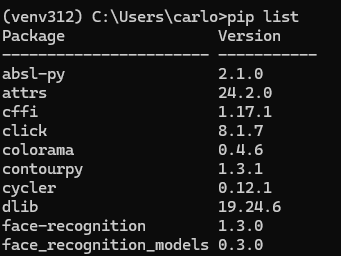 (venv312) C:\Users\carlo>pip list
Package                 Version
----------------------- -----------
absl-py                 2.1.0
attrs                   24.2.0
cffi                    1.17.1
click                   8.1.7
colorama                0.4.6
contourpy               1.3.1
cycler                  0.12.1
dlib                    19.24.6
face-recognition        1.3.0
face_recognition_models 0.3.0